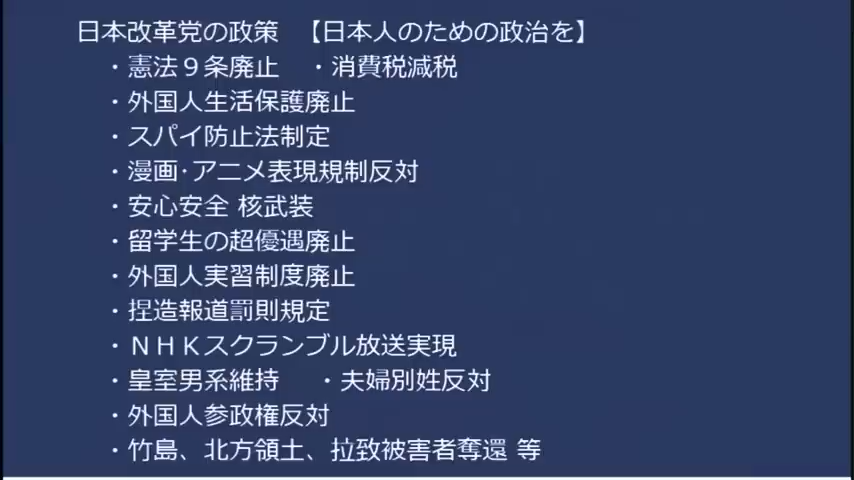 日本改革党の政策 【日本人のための政治を】
・憲法９条廃止 ・消費税減税
・外国人生活保護廃止
・スパイ防止法制定
・漫画･アニメ表現規制反対
・安心安全 核武装
・留学生の超優遇廃止
・外国人実習制度廃止
・捏造報道罰則規定
・ＮＨＫスクランブル放送実現
・皇室男系維持 ・夫婦別姓反対
・外国人参政権反対
・竹島、北方領土、拉致被害者奪還 等